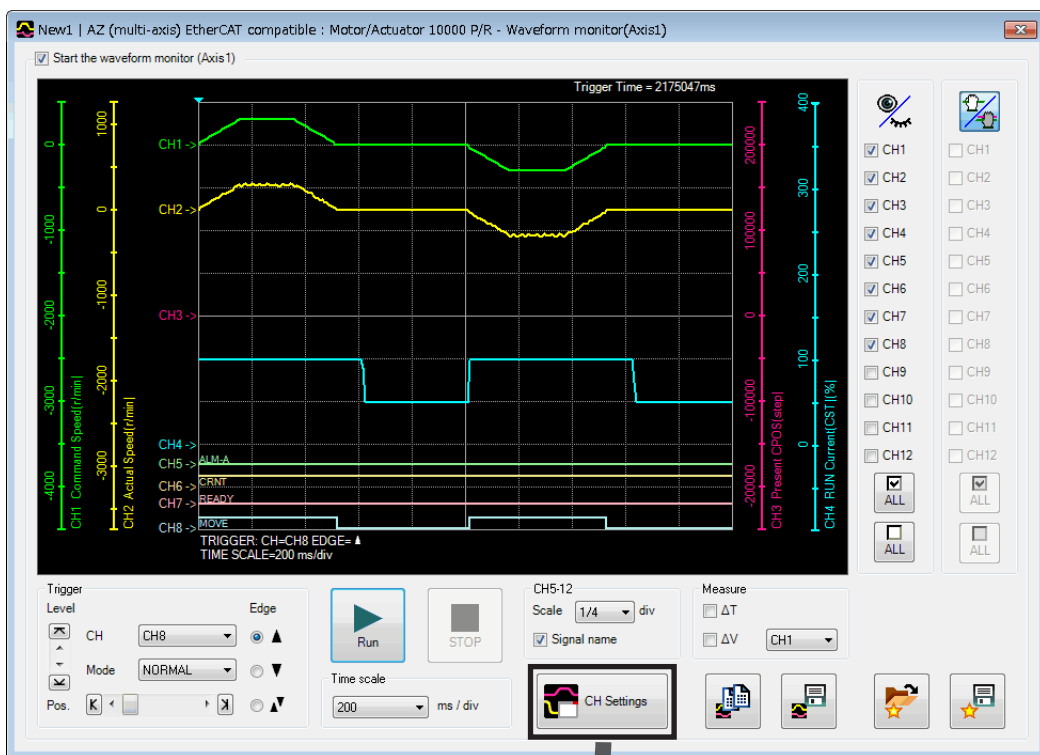 New1 | AZ (multi-axis) EtherCAT compatible : Motor/Actuator 10000 P/R - Waveform monitor(Axis1)
Start the waveform monitor (Axis1)
Trigger Time = 2175047ms
CH1 Command Speed[r/min]
0
-1000
-2000
-3000
-4000
CH2 Actual Speed[r/min]
1000
0
-1000
-2000
-3000
CH1 ->
CH2 ->
CH3 ->
CH4 ->
CH5 -> ALM-A
CH6 -> CRNT
CH7 -> READY
CH8 -> MOVE
TRIGGER: CH=CH8 EDGE=
TIME SCALE=200 ms/div
CH3 Present CPOS[step]
200000
100000
0
-100000
-200000
CH4 RUN Current[CST](%)
400
300
200
100
0
CH1 CH1
CH2 CH2
CH3 CH3
CH4 CH4
CH5 CH5
CH6 CH6
CH7 CH7
CH8 CH8
CH9 CH9
CH10 CH10
CH11 CH11
CH12 CH12
ALL ALL
ALL ALL
Trigger
Level Edge
CH CH8
Mode NORMAL
Pos.
Run
STOP
Time scale
200 ms / div
CH5-12
Scale 1/4 div
Signal name
CH Settings
Measure
ΔT
ΔV CH1